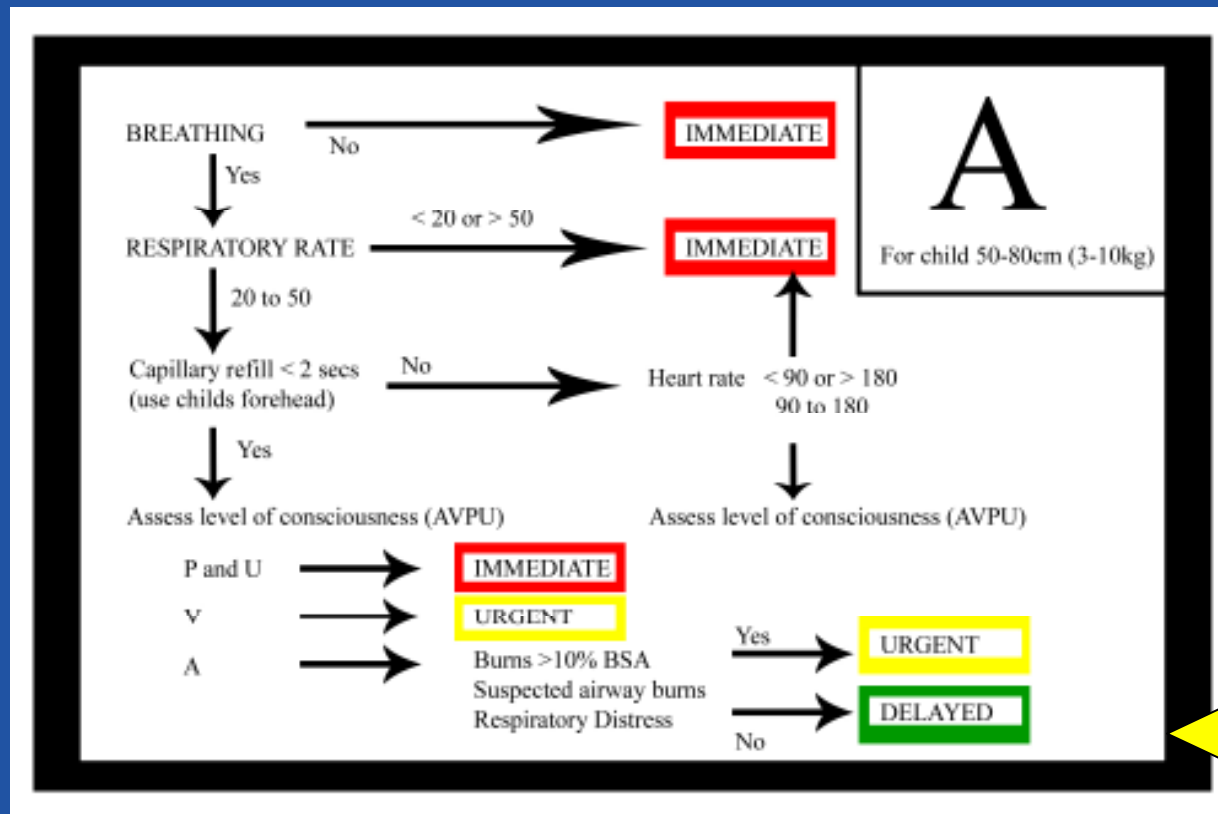 BREATHING
No
IMMEDIATE
A
For child 50-80cm (3-10kg)
Yes
RESPIRATORY RATE
< 20 or > 50
IMMEDIATE
20 to 50
Capillary refill < 2 secs
(use childs forehead)
No
Heart rate < 90 or > 180
90 to 180
Yes
Assess level of consciousness (AVPU)
Assess level of consciousness (AVPU)
P and U
IMMEDIATE
V
URGENT
A
Burns >10% BSA
Suspected airway burns
Respiratory Distress
Yes
URGENT
No
DELAYED